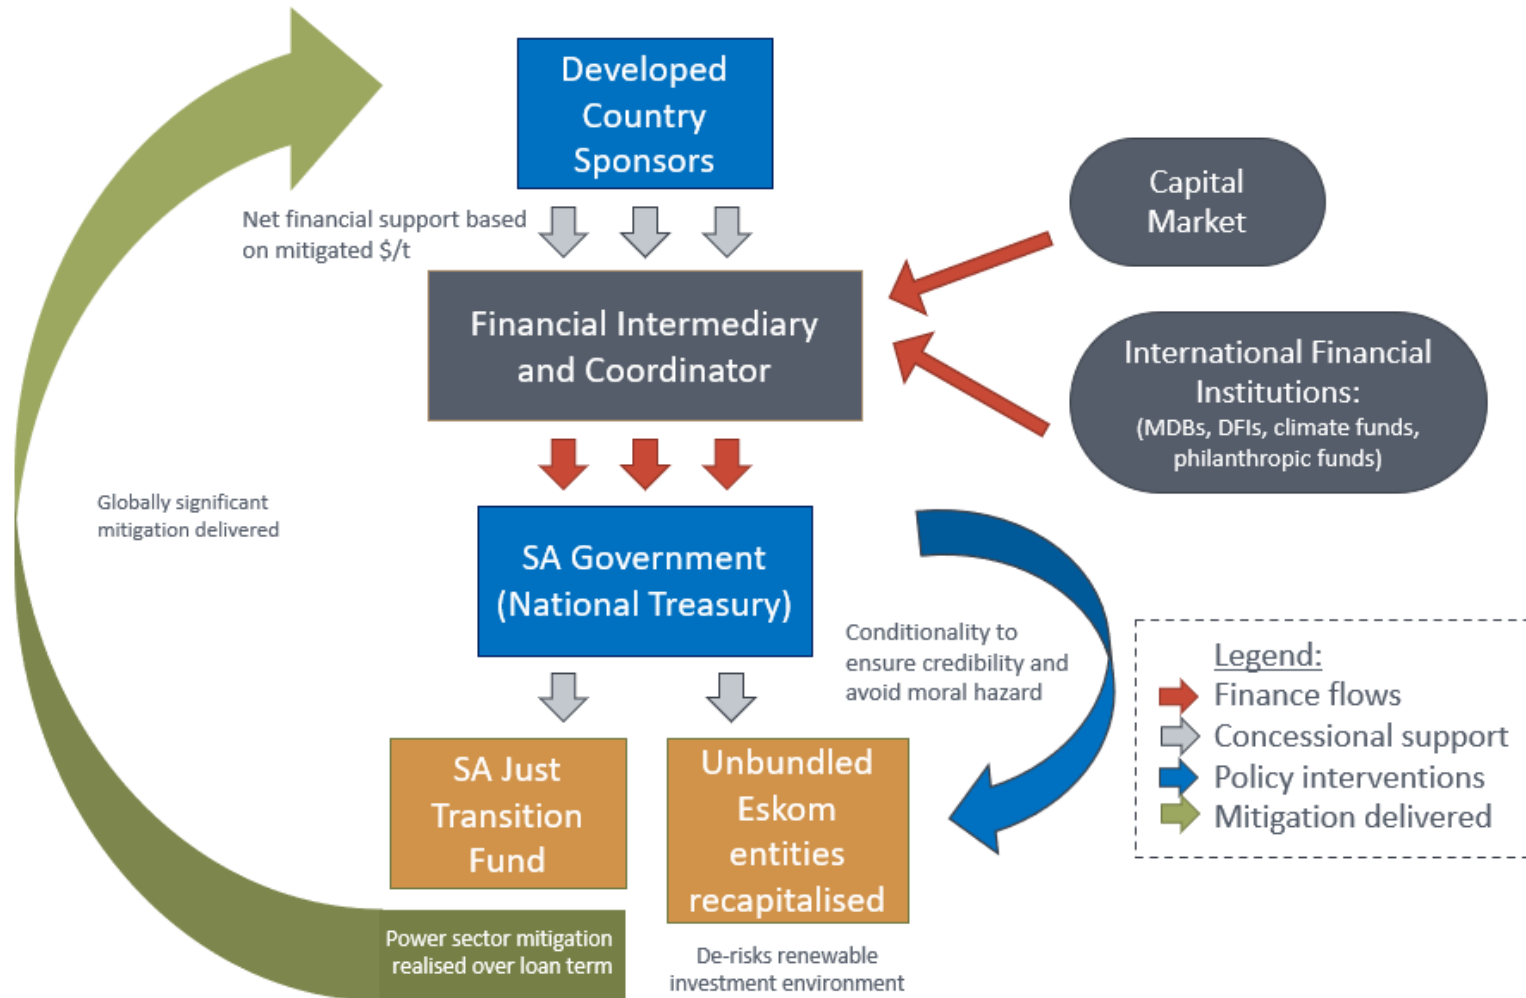 Developed
Country
Sponsors
Net financial support based
on mitigated $/t
Capital
Market
Financial Intermediary
and Coordinator
International Financial
Institutions:
(MDBs, DFIs, climate funds,
philanthropic funds)
Globally significant
mitigation delivered
SA Government
(National Treasury)
Conditionality to
ensure credibility and
avoid moral hazard
Legend:
Finance flows
Concessional support
Policy interventions
Mitigation delivered
SA Just
Transition
Fund
Unbundled
Eskom
entities
recapitalised
Power sector mitigation
realised over loan term
De-risks renewable
investment environment